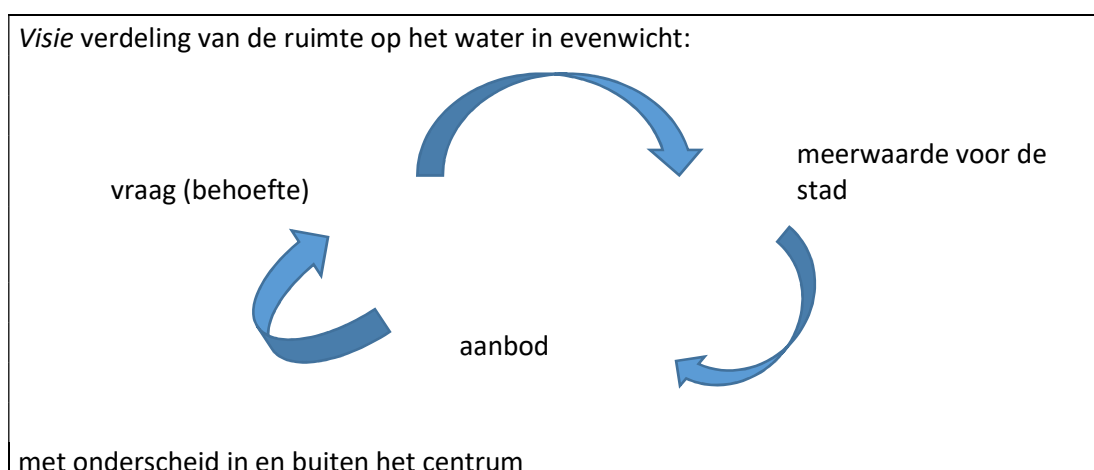 Visie verdeling van de ruimte op het water in evenwicht:
meerwaarde voor de
stad
vraag (behoefte)
aanbod
met onderscheid in en buiten het centrum